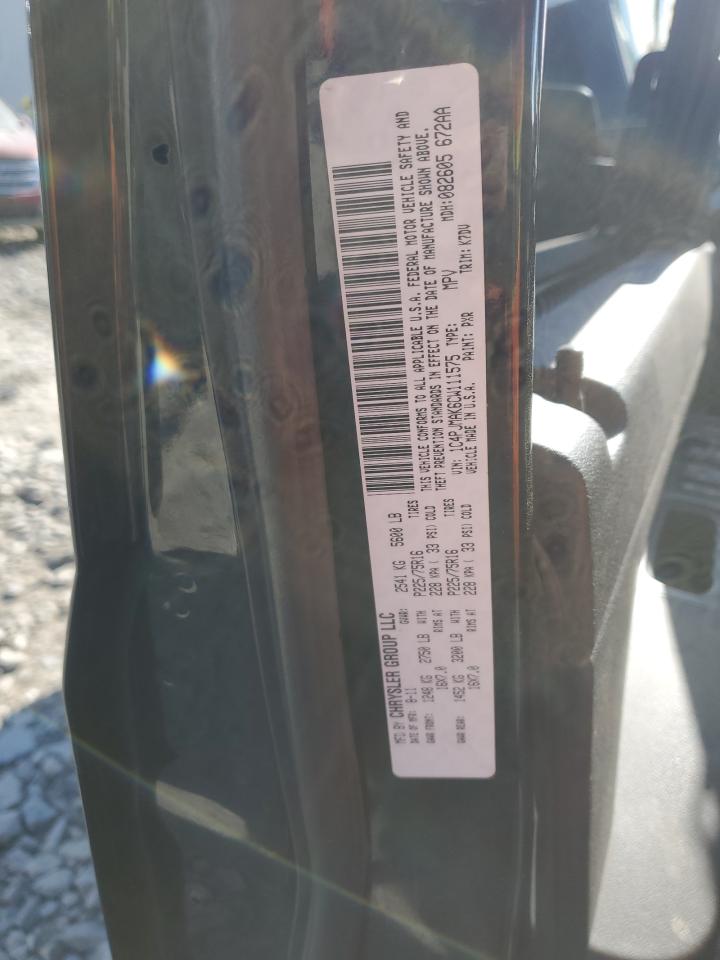 MFD BY CHRYSLER GROUP LLC
DATE OF MFR: 8-11 GVWR: 2541 KG 5600 LB
GAWR FRONT: 1248 KG 2750 LB WITH P225/75R16 TIRES
16X7.0 RIMS AT 228 KPA ( 33 PSI) COLD
GAWR REAR: 1452 KG 3200 LB WITH P225/75R16 TIRES
16X7.0 RIMS AT 228 KPA ( 33 PSI) COLD
THIS VEHICLE CONFORMS TO ALL APPLICABLE U.S.A. FEDERAL MOTOR VEHICLE SAFETY AND
THEFT PREVENTION STANDARDS IN EFFECT ON THE DATE OF MANUFACTURE SHOWN ABOVE.
VIN: 1C4PJMAK6CW111575 TYPE: MPV MDH: 082605 672AA
VEHICLE MADE IN U.S.A. PAINT: PXR TRIM: K7DV